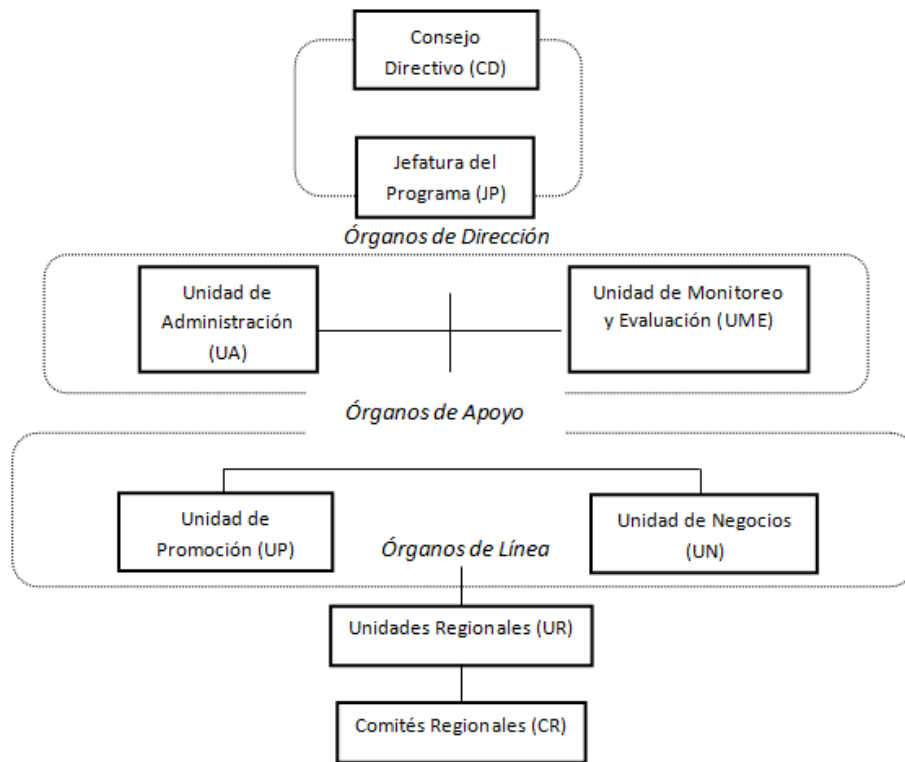 Consejo
Directivo (CD)
Jefatura del
Programa (JP)
Órganos de Dirección
Unidad de
Administración
(UA)
Unidad de Monitoreo
y Evaluación (UME)
Órganos de Apoyo
Unidad de
Promoción (UP)
Unidad de Negocios
(UN)
Órganos de Línea
Unidades Regionales (UR)
Comités Regionales (CR)